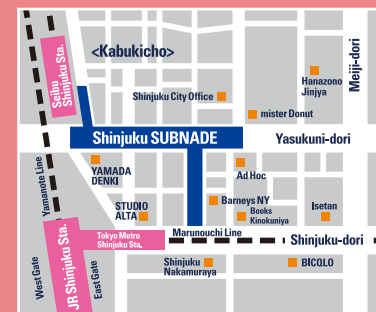 <Kabukicho>
Seibu
Shinjuku Sta.
Meiji-dori
Hanazono
Jinjya
Shinjuku City Office
mister Donut
Shinjuku SUBNADE
Yasukuni-dori
YAMADA
DENKI
Ad Hoc
Yamanote Line
STUDIO
ALTA
Barneys NY
Books
Kinokuniya
Isetan
Marunouchi Line
Tokyo Metro
Shinjuku Sta.
Shinjuku-dori
JR Shinjuku Sta.
West Gate
East Gate
Shinjuku
Nakamuraya
BICQLO